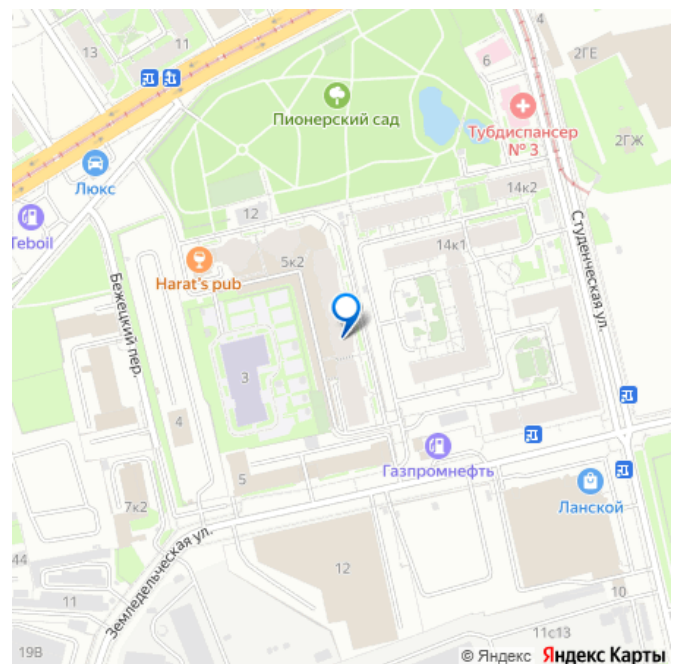 4
13
11
6
2ГЕ
Пионерский сад
Тубдиспансер
№ 3
2ГЖ
Люкс
14к2
12
Teboil
14к1
Студенческая ул.
5к2
Harat's pub
Бежецкий пер.
3
4
Газпромнефть
5
Ланской
7к2
Земледельческая ул.
44
12
10
11
11с13
19В
© Яндекс Яндекс Карты